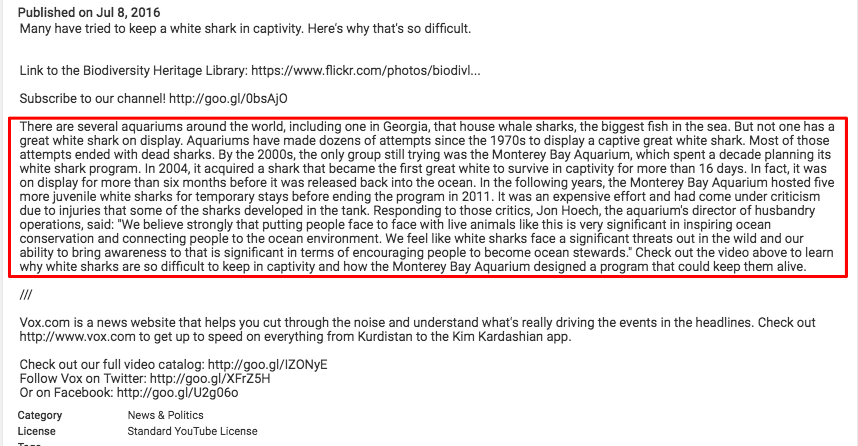 Published on Jul 8, 2016
Many have tried to keep a white shark in captivity. Here's why that's so difficult.
Link to the Biodiversity Heritage Library: https://www.flickr.com/photos/biodivl...
Subscribe to our channel! http://goo.gl/0bsAjO
There are several aquariums around the world, including one in Georgia, that house whale sharks, the biggest fish in the sea. But not one has a
great white shark on display. Aquariums have made dozens of attempts since the 1970s to display a captive great white shark. Most of those
attempts ended with dead sharks. By the 2000s, the only group still trying was the Monterey Bay Aquarium, which spent a decade planning its
white shark program. In 2004, it acquired a shark that became the first great white to survive in captivity for more than 16 days. In fact, it was
on display for more than six months before it was released back into the ocean. In the following years, the Monterey Bay Aquarium hosted five
more juvenile white sharks for temporary stays before ending the program in 2011. It was an expensive effort and had come under criticism
due to injuries that some of the sharks developed in the tank. Responding to those critics, Jon Hoech, the aquarium's director of husbandry
operations, said: "We believe strongly that putting people face to face with live animals like this is very significant in inspiring ocean
conservation and connecting people to the ocean environment. We feel like white sharks face a significant threats out in the wild and our
ability to bring awareness to that is significant in terms of encouraging people to become ocean stewards." Check out the video above to learn
why white sharks are so difficult to keep in captivity and how the Monterey Bay Aquarium designed a program that could keep them alive.
///
Vox.com is a news website that helps you cut through the noise and understand what's really driving the events in the headlines. Check out
http://www.vox.com to get up to speed on everything from Kurdistan to the Kim Kardashian app.
Check out our full video catalog: http://goo.gl/IZONyE
Follow Vox on Twitter: http://goo.gl/XFrZ5H
Or on Facebook: http://goo.gl/U2g06o
Category News & Politics
License Standard YouTube License